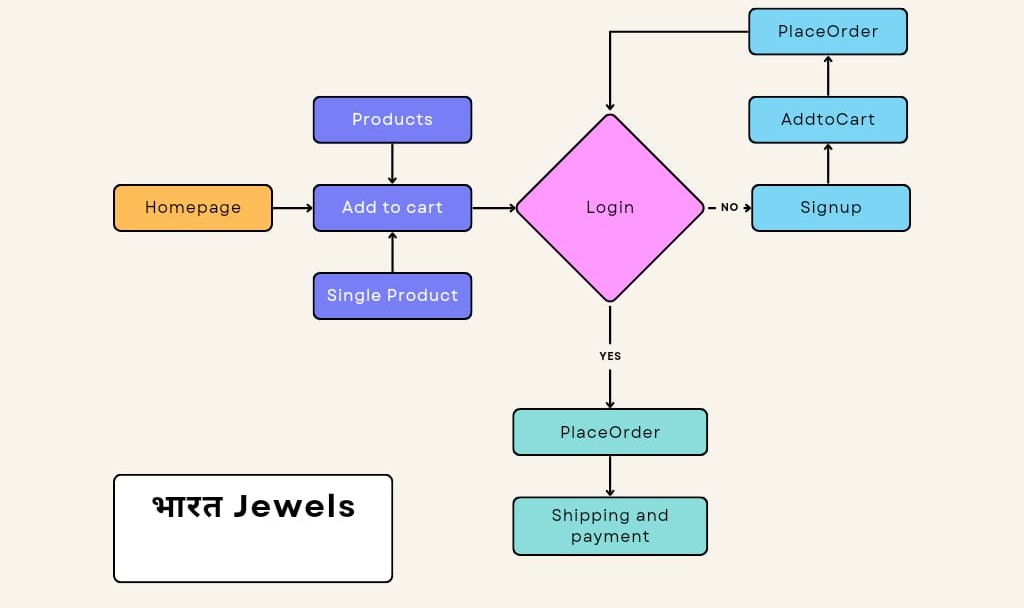 PlaceOrder
Products
AddtoCart
Homepage
Add to cart
Login
NO
Signup
Single Product
YES
PlaceOrder
भारत Jewels
Shipping and
payment